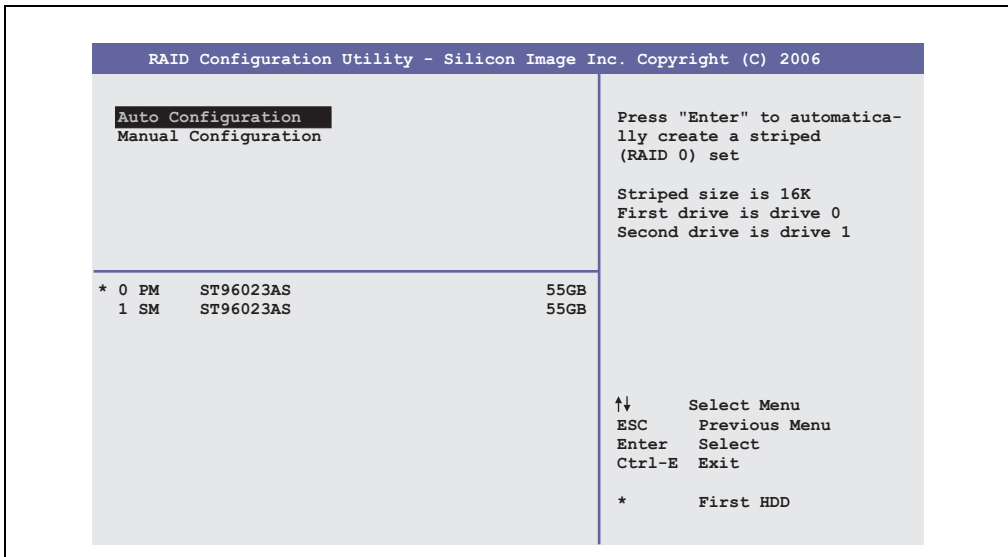 RAID Configuration Utility - Silicon Image Inc. Copyright (C) 2006
Auto Configuration
Manual Configuration
Press "Enter" to automatica-
lly create a striped
(RAID 0) set
Striped size is 16K
First drive is drive 0
Second drive is drive 1
* 0 PM ST96023AS 55GB
1 SM ST96023AS 55GB
↑↓ Select Menu
ESC Previous Menu
Enter Select
Ctrl-E Exit
* First HDD